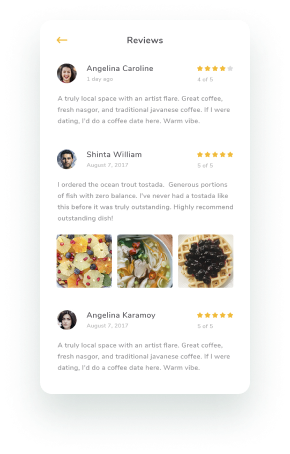 Reviews
Angelina Caroline
1 day ago
4 of 5
A truly local space with an artist flare. Great coffee,
fresh nasgor, and traditional javanese coffee. If I were
dating, I'd do a coffee date here. Warm vibe.
Shinta William
August 7, 2017
5 of 5
I ordered the ocean trout tostada. Generous portions
of fish with zero balance. I've never had a tostada like
this before it was truly outstanding. Highly recommend
outstanding dish!
Angelina Karamoy
August 7, 2017
5 of 5
A truly local space with an artist flare. Great coffee,
fresh nasgor, and traditional javanese coffee. If I were
dating, I'd do a coffee date here. Warm vibe.